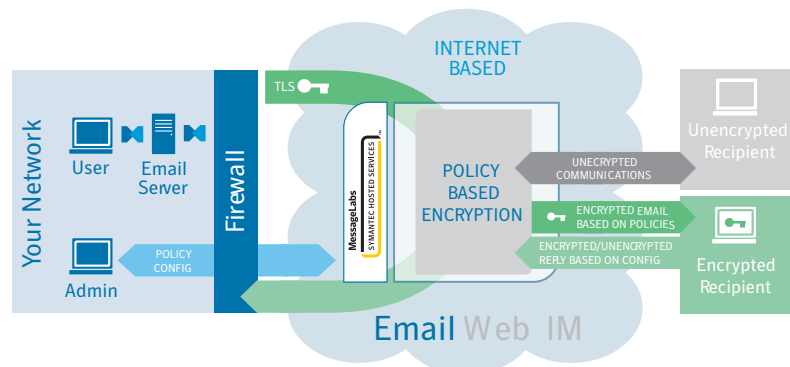 INTERNET
BASED
TLS
Your Network
User
Email
Server
Firewall
Admin
POLICY
CONFIG
MessageLabs
SYMANTEC HOSTED SERVICES
POLICY
BASED
ENCRYPTION
UNECRYPTED
COMMUNICATIONS
ENCRYPTED EMAIL
BASED ON POLICIES
ENCRYPTED/UNENCRYPTED
REPLY BASED ON CONFIG
Unencrypted
Recipient
Encrypted
Recipient
Email Web IM